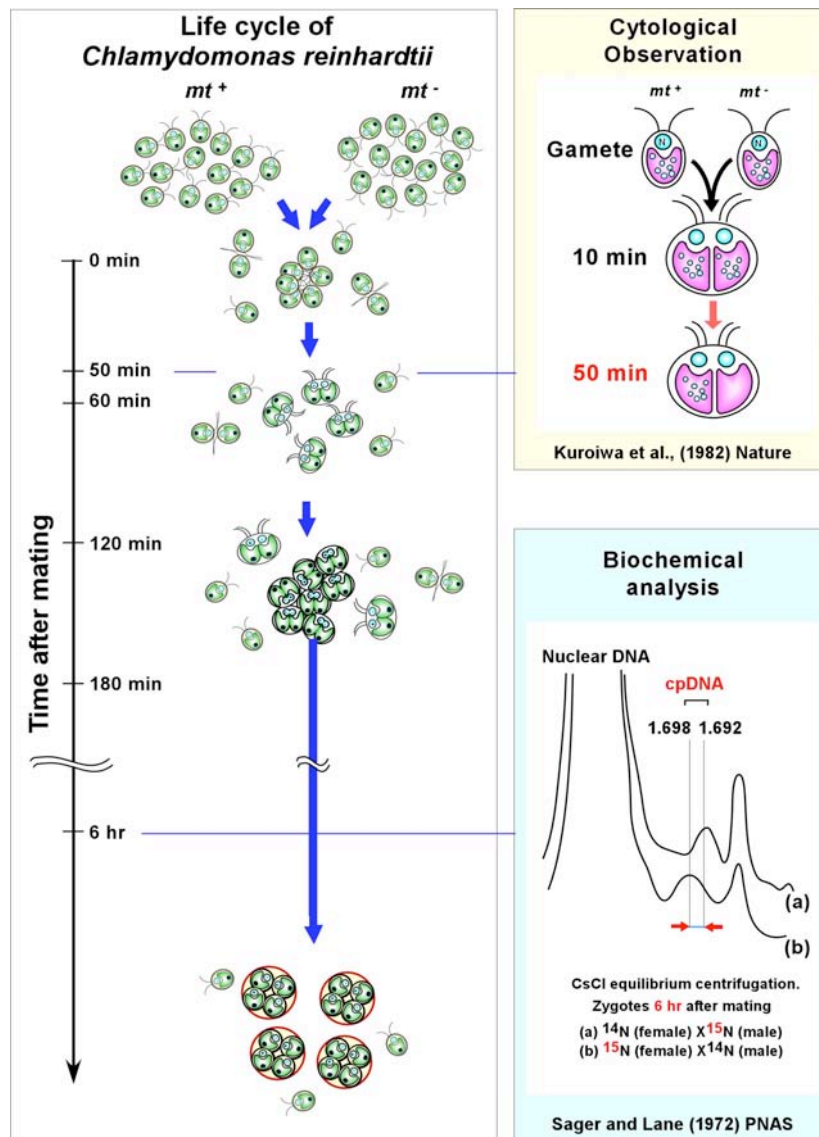 Life cycle of
Chlamydomonas reinhardtii
mt +
mt -
Time after mating
0 min
50 min
60 min
120 min
180 min
6 hr
Cytological
Observation
mt +
mt -
Gamete
N
N
10 min
50 min
Kuroiwa et al., (1982) Nature
Biochemical
analysis
Nuclear DNA
cpDNA
1.698 1.692
(a)
(b)
CsCl equilibrium centrifugation.
Zygotes 6 hr after mating
(a) ¹⁴N (female) X¹⁵N (male)
(b) ¹⁵N (female) X¹⁴N (male)
Sager and Lane (1972) PNAS